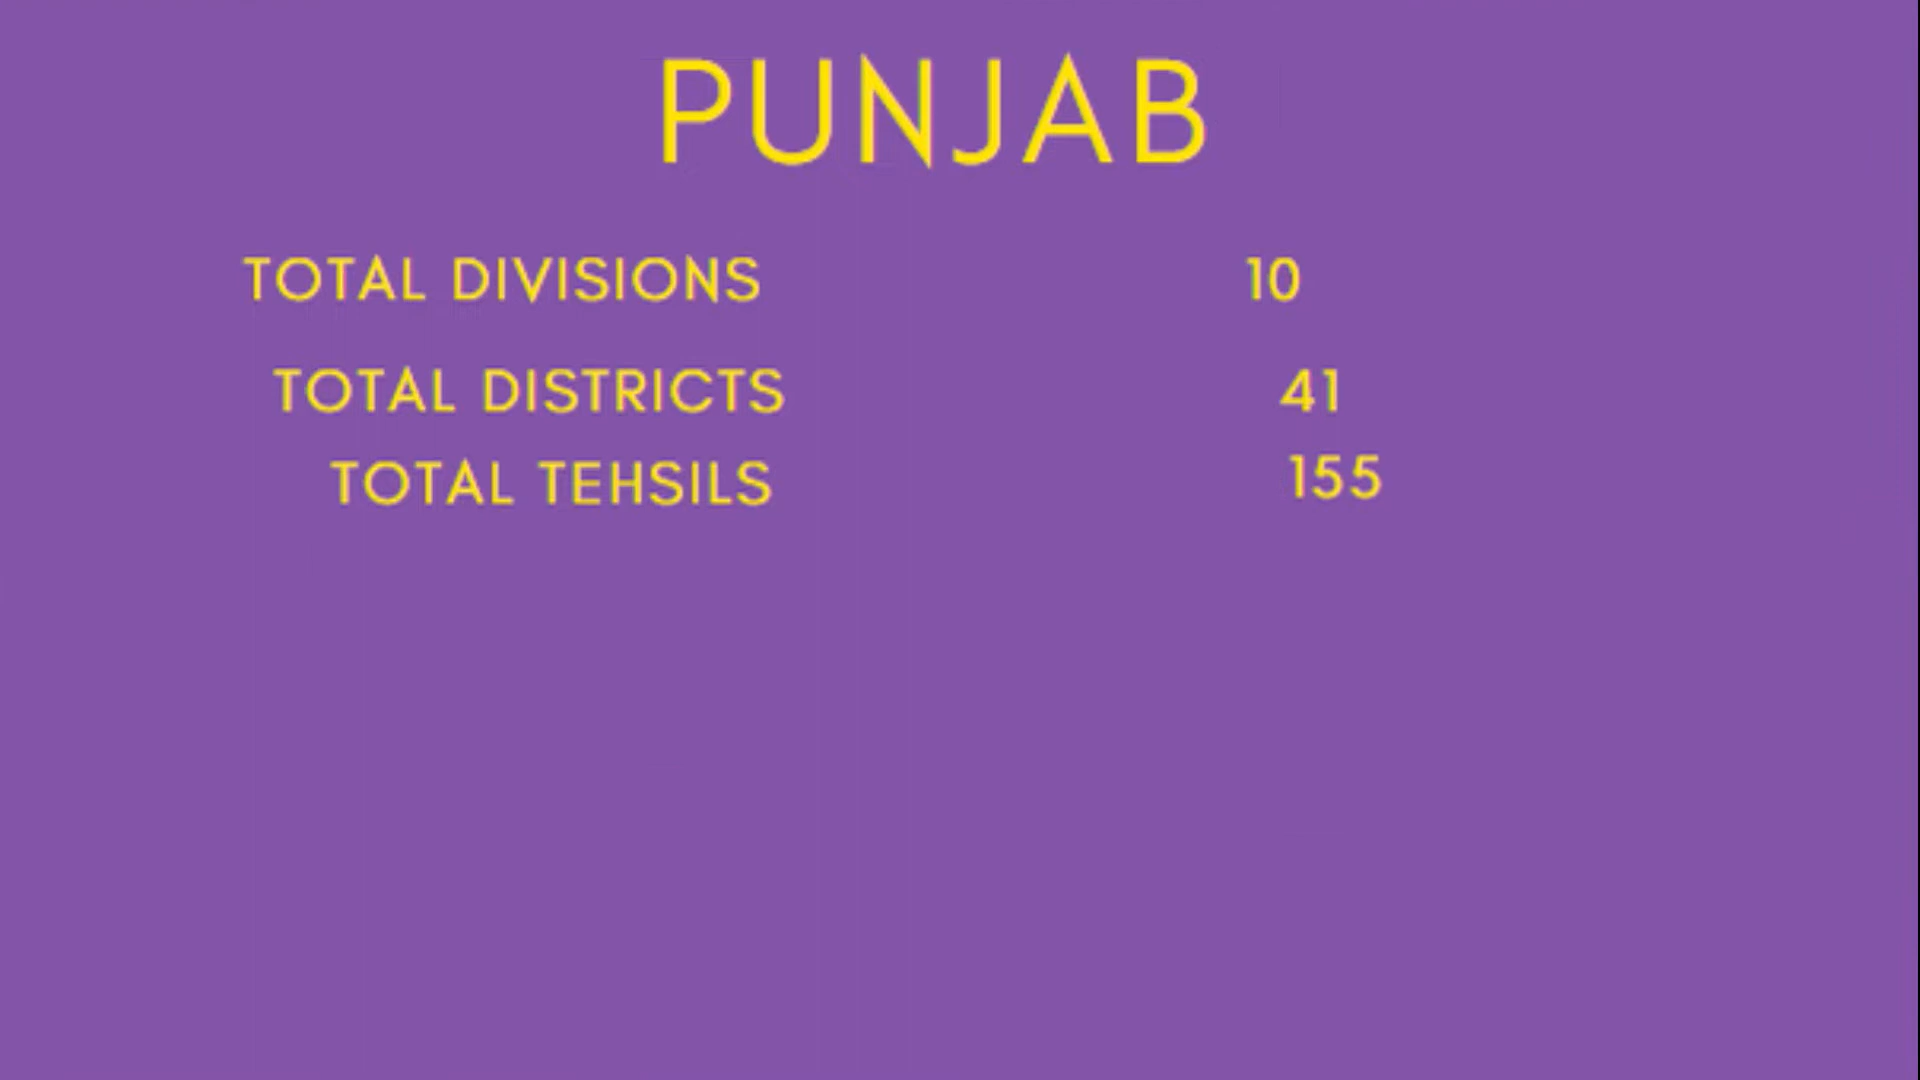 PUNJAB
TOTAL DIVISIONS 10
TOTAL DISTRICTS 41
TOTAL TEHSILS 155